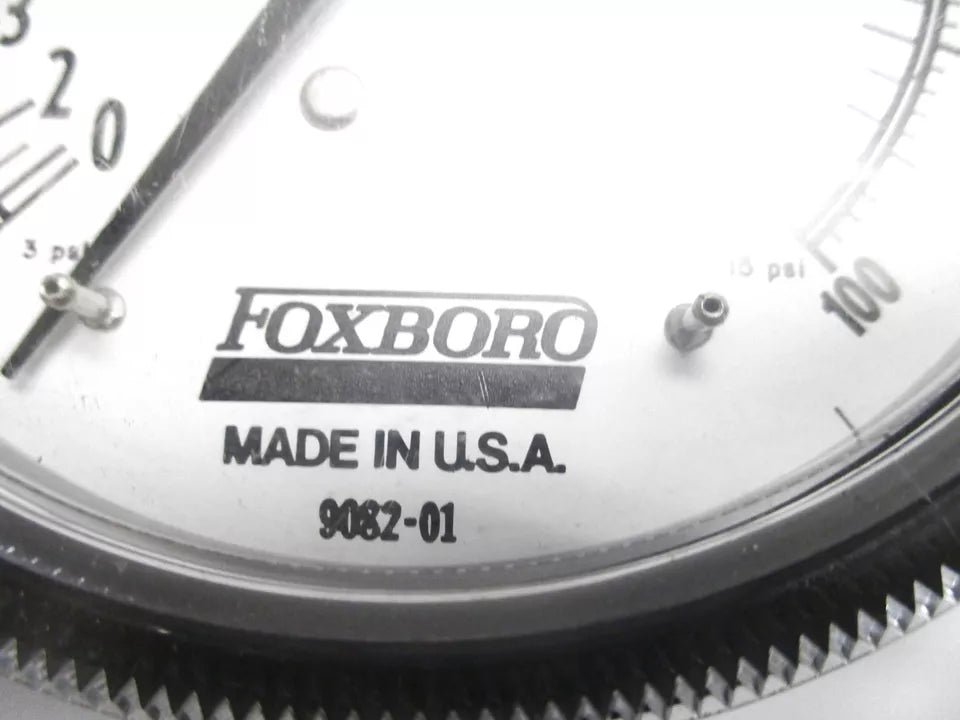 3
2
0
3 psi
15 psi
100
FOXBORO
MADE IN U.S.A.
9082-01